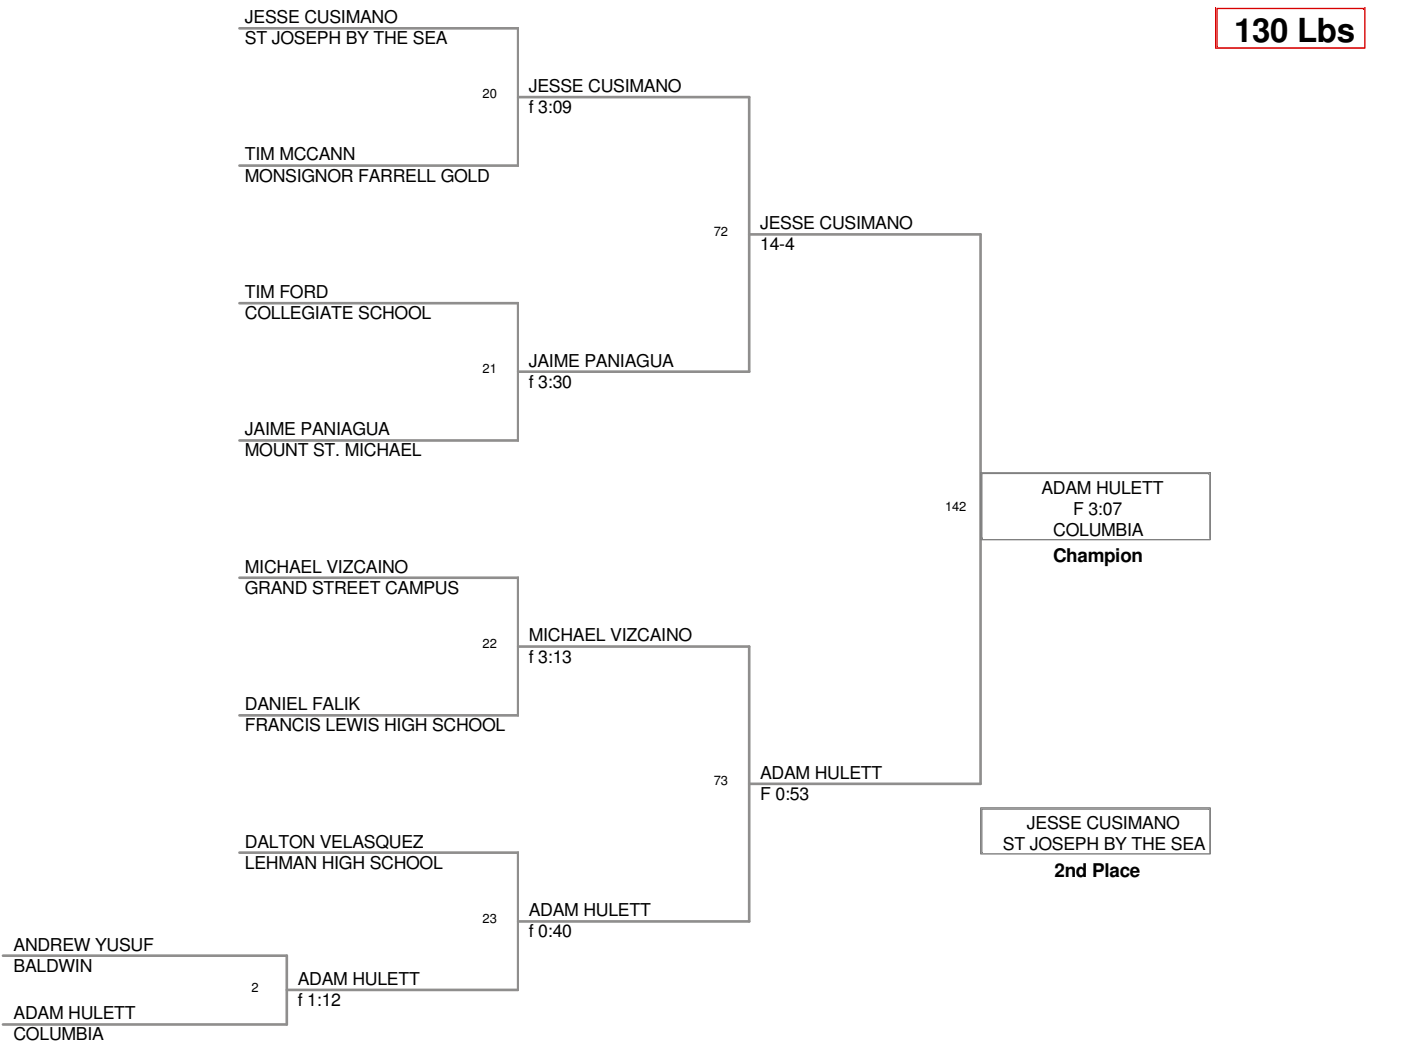 JESSE CUSIMANO
ST JOSEPH BY THE SEA
130 Lbs
20
JESSE CUSIMANO
f 3:09
TIM MCCANN
MONSIGNOR FARRELL GOLD
72
JESSE CUSIMANO
14-4
TIM FORD
COLLEGIATE SCHOOL
21
JAIME PANIAGUA
f 3:30
JAIME PANIAGUA
MOUNT ST. MICHAEL
142
ADAM HULETT
F 3:07
COLUMBIA
Champion
MICHAEL VIZCAINO
GRAND STREET CAMPUS
22
MICHAEL VIZCAINO
f 3:13
DANIEL FALIK
FRANCIS LEWIS HIGH SCHOOL
73
ADAM HULETT
F 0:53
JESSE CUSIMANO
ST JOSEPH BY THE SEA
2nd Place
DALTON VELASQUEZ
LEHMAN HIGH SCHOOL
23
ADAM HULETT
f 0:40
ANDREW YUSUF
BALDWIN
2
ADAM HULETT
f 1:12
ADAM HULETT
COLUMBIA